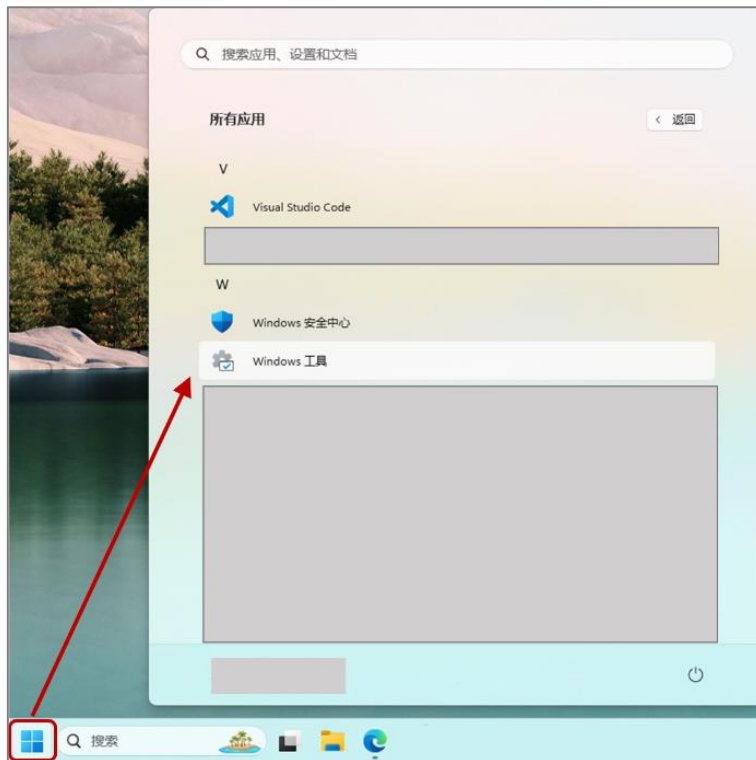 搜索应用、设置和文档
所有应用
返回
V
Visual Studio Code
W
Windows 安全中心
Windows 工具
搜索